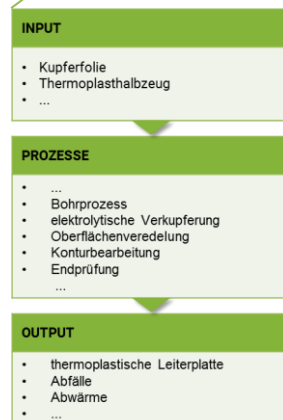 INPUT
• Kupferfolie
• Thermoplasthalbzeug
• ...
PROZESSE
• ...
• Bohrprozess
• elektrolytische Verkupferung
• Oberflächenveredelung
• Konturbearbeitung
• Endprüfung
...
OUTPUT
• thermoplastische Leiterplatte
• Abfälle
• Abwärme
• ...